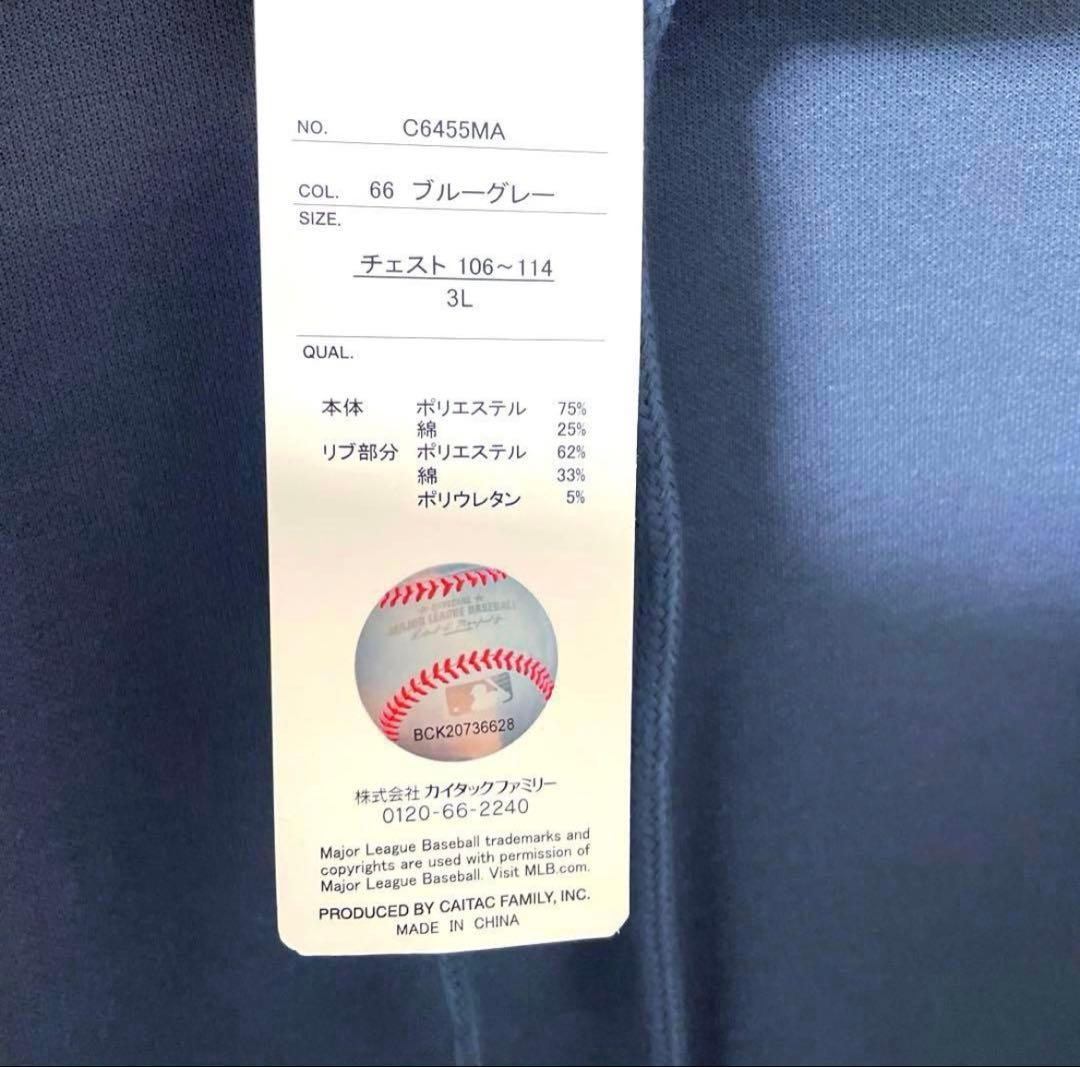 NO. C6455MA
COL. 66 ブルーグレー
SIZE.
チェスト 106～114
3L
QUAL.
本体 ポリエステル 75%
綿 25%
リブ部分 ポリエステル 62%
綿 33%
ポリウレタン 5%
OFFICIAL
MAJOR LEAGUE BASEBALL
BCK20736628
株式会社 カイタックファミリー
0120-66-2240
Major League Baseball trademarks and
copyrights are used with permission of
Major League Baseball. Visit MLB.com.
PRODUCED BY CAITAC FAMILY, INC.
MADE IN CHINA